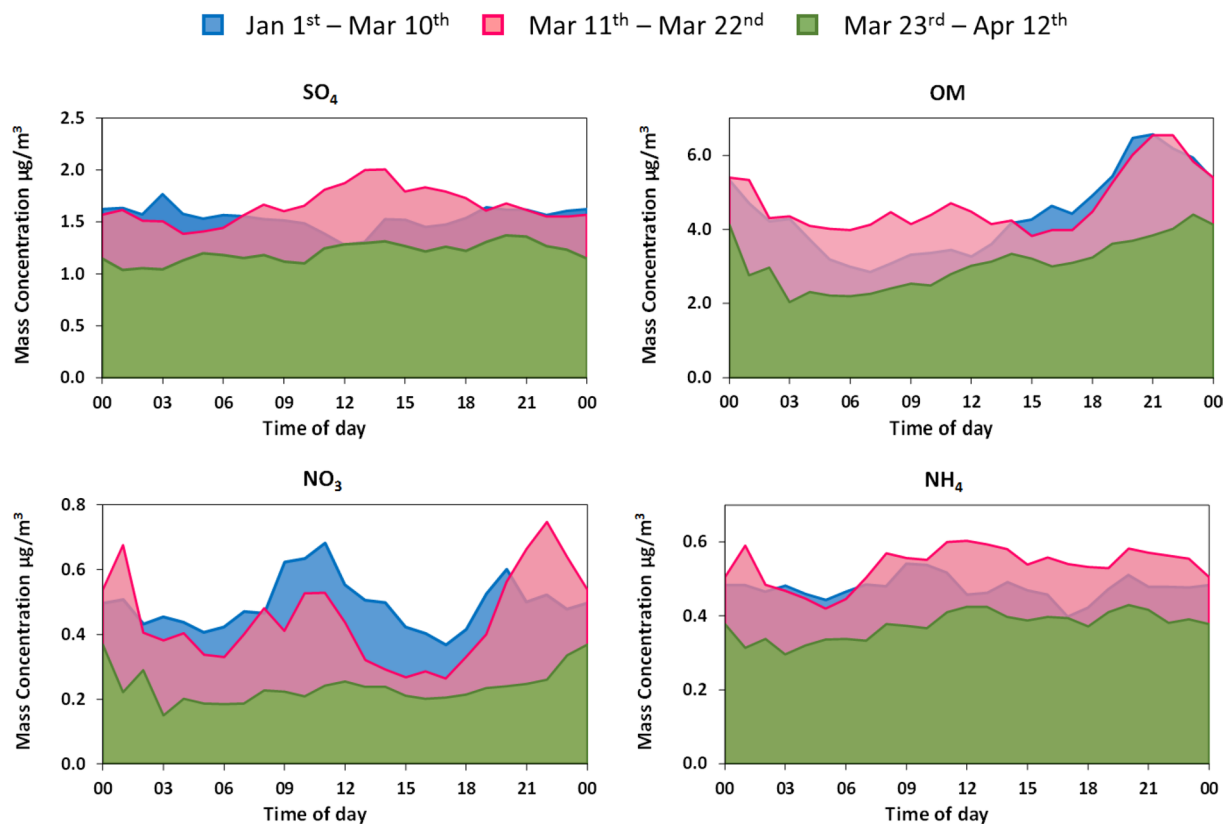 Jan 1st – Mar 10th Mar 11th – Mar 22nd Mar 23rd – Apr 12th
SO4
Mass Concentration µg/m³
2.5
2.0
1.5
1.0
0.5
0.0
00 03 06 09 12 15 18 21 00
Time of day
OM
Mass Concentration µg/m³
6.0
4.0
2.0
0.0
00 03 06 09 12 15 18 21 00
Time of day
NO3
Mass Concentration µg/m³
0.8
0.6
0.4
0.2
0.0
00 03 06 09 12 15 18 21 00
Time of day
NH4
Mass Concentration µg/m³
0.6
0.4
0.2
0.0
00 03 06 09 12 15 18 21 00
Time of day